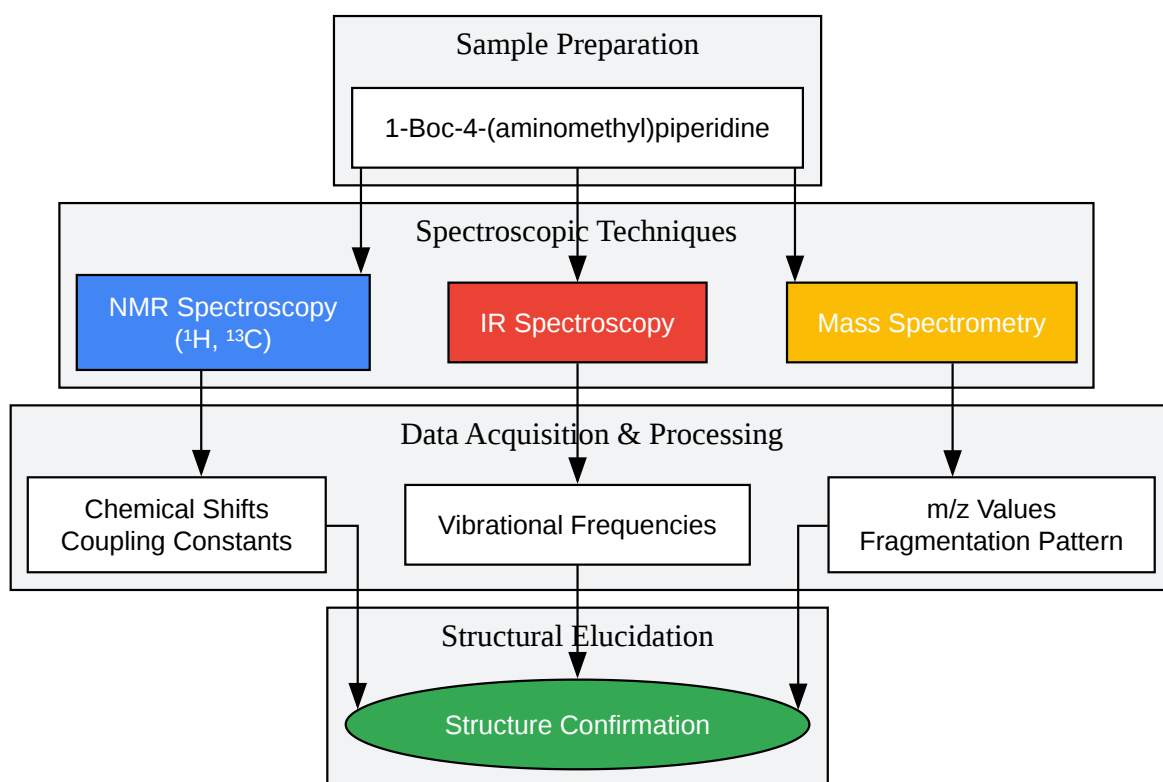 Sample Preparation
1-Boc-4-(aminomethyl)piperidine
Spectroscopic Techniques
NMR Spectroscopy
(¹H, ¹³C)
IR Spectroscopy
Mass Spectrometry
Data Acquisition & Processing
Chemical Shifts
Coupling Constants
Vibrational Frequencies
m/z Values
Fragmentation Pattern
Structural Elucidation
Structure Confirmation